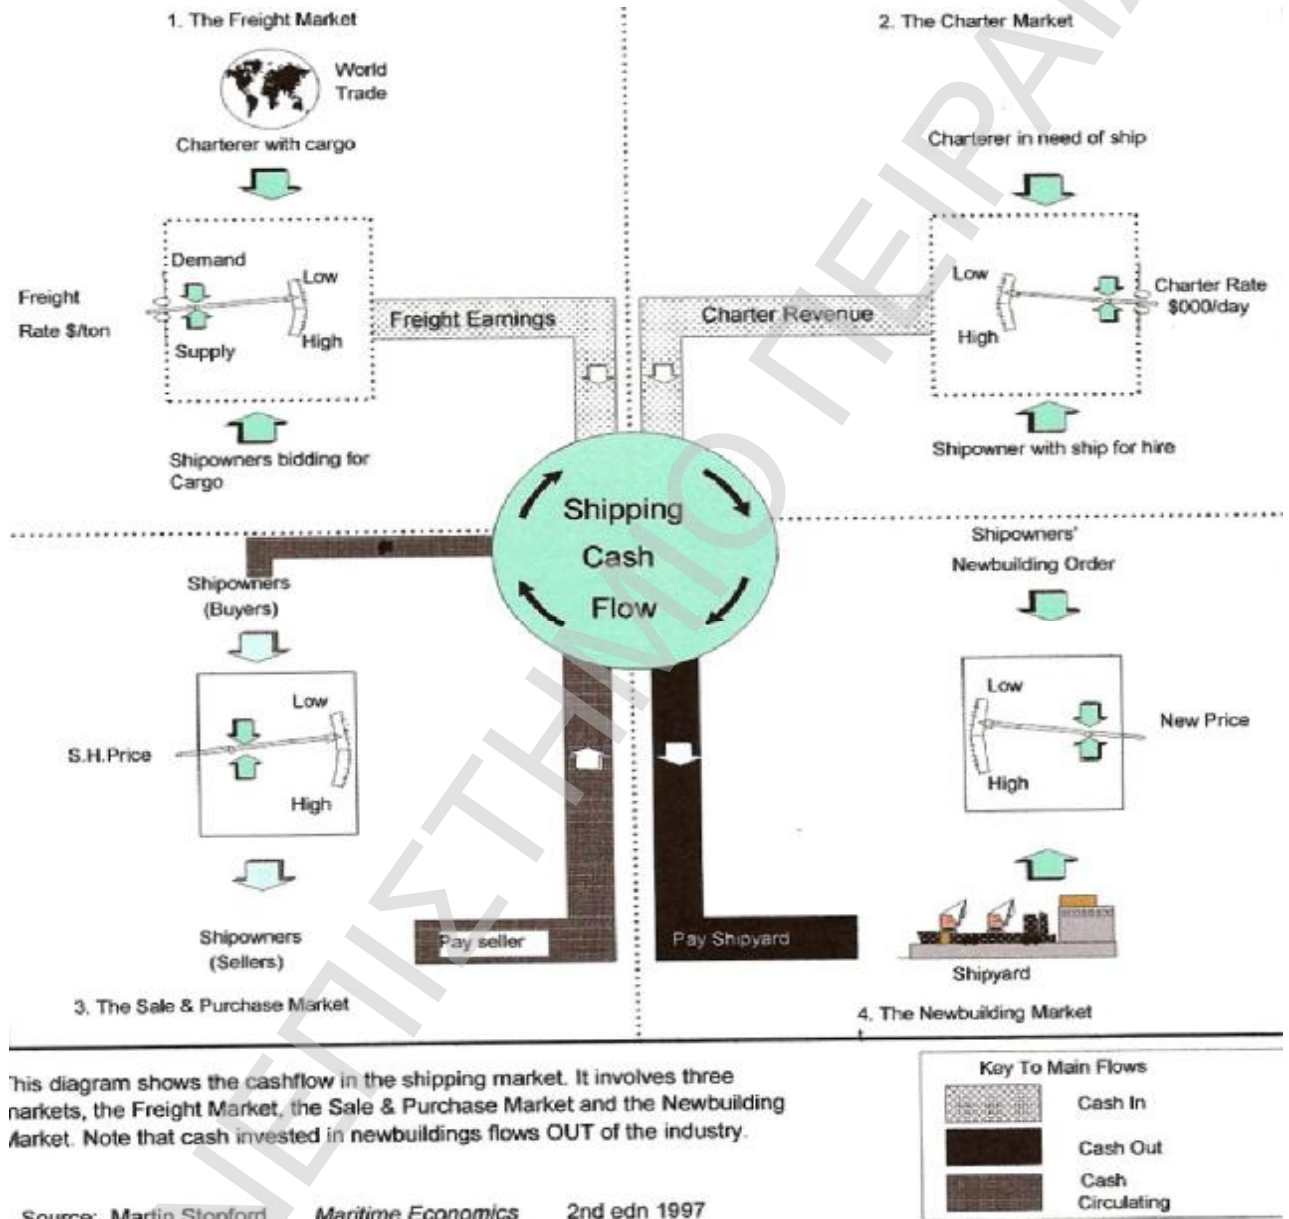 1. The Freight Market
World
Trade
Charterer with cargo
Demand
Low
Freight
Rate $/ton
Supply
High
Freight Earnings
Shipowners bidding for
Cargo
2. The Charter Market
Charterer in need of ship
Low
Charter Rate
$000/day
High
Charter Revenue
Shipowner with ship for hire
Shipping
Cash
Flow
Shipowners
(Buyers)
Low
S.H.Price
High
Shipowners
(Sellers)
Pay seller
3. The Sale & Purchase Market
Shipowners'
Newbuilding Order
Low
New Price
High
Pay Shipyard
Shipyard
4. The Newbuilding Market
This diagram shows the cashflow in the shipping market. It involves three
markets, the Freight Market, the Sale & Purchase Market and the Newbuilding
Market. Note that cash invested in newbuildings flows OUT of the industry.
Key To Main Flows
Cash In
Cash Out
Cash
Circulating
Source: Martin Stopford Maritime Economics 2nd edn 1997